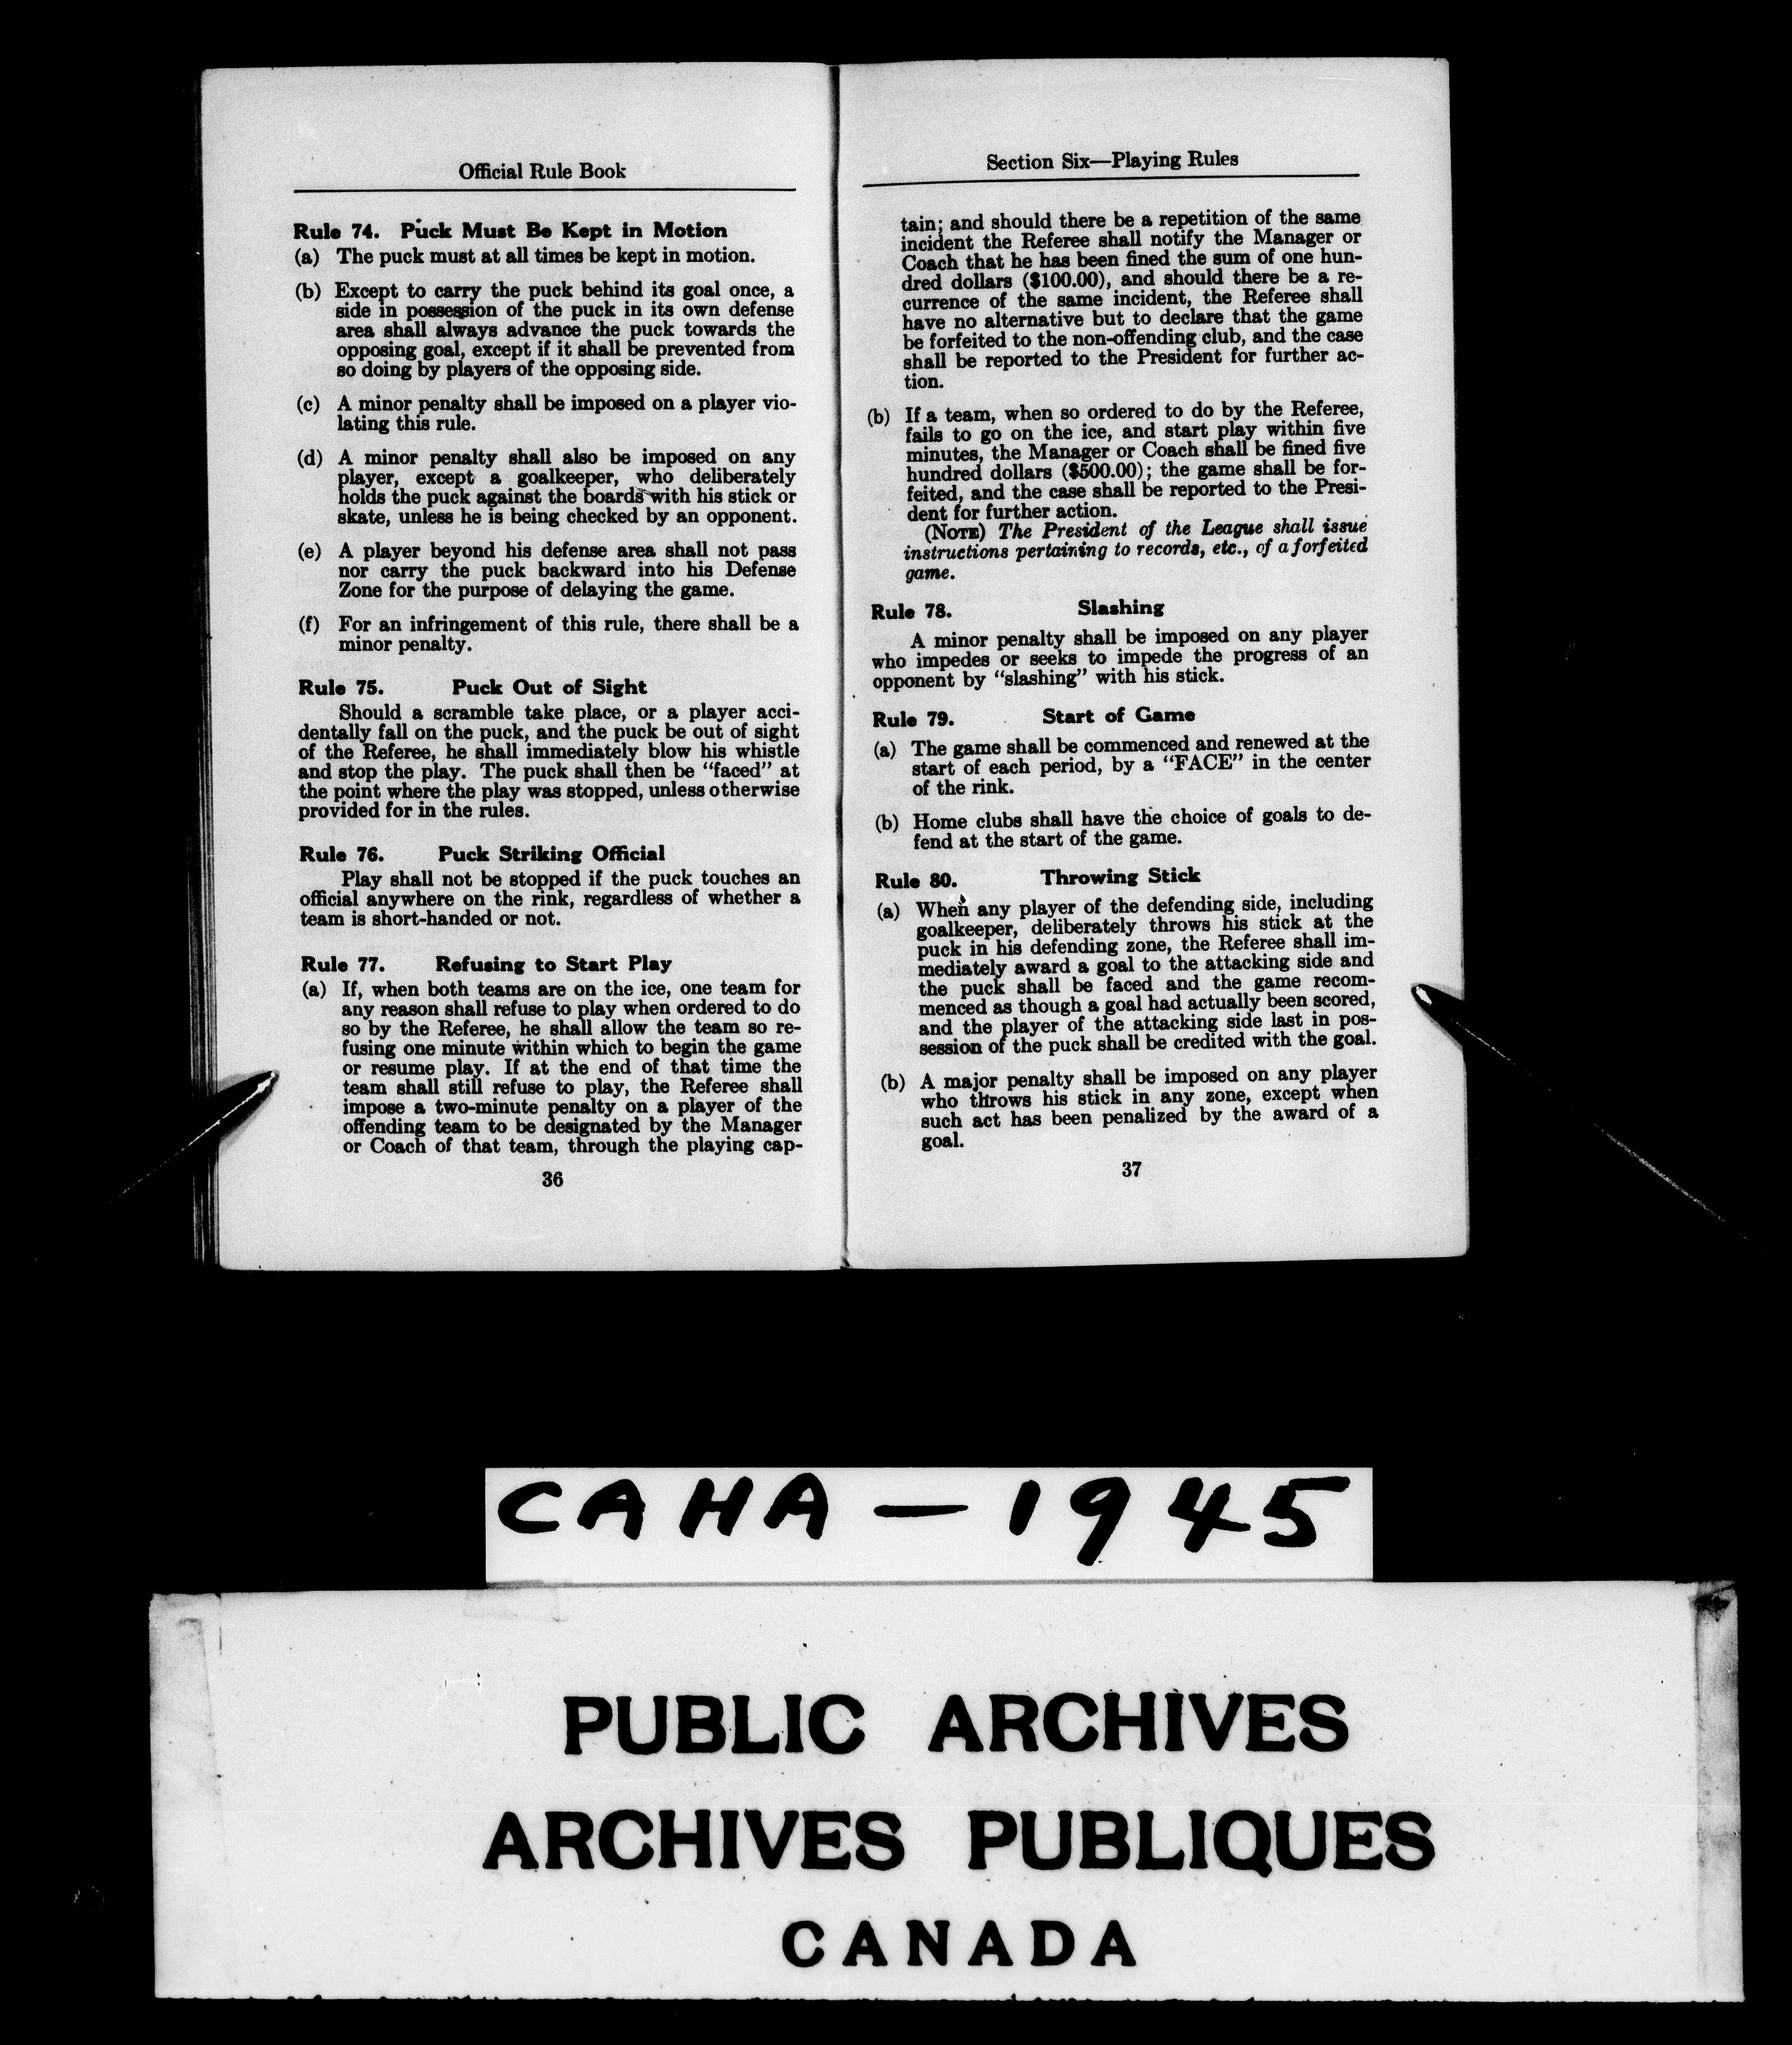 Official Rule Book
Rule 74. Puck Must Be Kept in Motion
(a) The puck must at all times be kept in motion.
(b) Except to carry the puck behind its goal once, a
side in possession of the puck in its own defense
area shall always advance the puck towards the
opposing goal, except if it shall be prevented from
so doing by players of the opposing side.
(c) A minor penalty shall be imposed on a player vio-
lating this rule.
(d) A minor penalty shall also be imposed on any
player, except a goalkeeper, who deliberately
holds the puck against the boards with his stick or
skate, unless he is being checked by an opponent.
(e) A player beyond his defense area shall not pass
nor carry the puck backward into his Defense
Zone for the purpose of delaying the game.
(f) For an infringement of this rule, there shall be a
minor penalty.
Rule 75. Puck Out of Sight
Should a scramble take place, or a player acci-
dentally fall on the puck, and the puck be out of sight
of the Referee, he shall immediately blow his whistle
and stop the play. The puck shall then be "faced" at
the point where the play was stopped, unless otherwise
provided for in the rules.
Rule 76. Puck Striking Official
Play shall not be stopped if the puck touches an
official anywhere on the rink, regardless of whether a
team is short-handed or not.
Rule 77. Refusing to Start Play
(a) If, when both teams are on the ice, one team for
any reason shall refuse to play when ordered to do
so by the Referee, he shall allow the team so re-
fusing one minute within which to begin the game
or resume play. If at the end of that time the
team shall still refuse to play, the Referee shall
impose a two-minute penalty on a player of the
offending team to be designated by the Manager
or Coach of that team, through the playing cap-
36
Section Six—Playing Rules
tain; and should there be a repetition of the same
incident the Referee shall notify the Manager or
Coach that he has been fined the sum of one hun-
dred dollars ($100.00), and should there be a re-
currence of the same incident, the Referee shall
have no alternative but to declare that the game
be forfeited to the non-offending club, and the case
shall be reported to the President for further ac-
tion.
(b) If a team, when so ordered to do by the Referee,
fails to go on the ice, and start play within five
minutes, the Manager or Coach shall be fined five
hundred dollars ($500.00); the game shall be for-
feited, and the case shall be reported to the Presi-
dent for further action.
(NOTE) The President of the League shall issue
instructions pertaining to records, etc., of a forfeited
game.
Rule 78. Slashing
A minor penalty shall be imposed on any player
who impedes or seeks to impede the progress of an
opponent by "slashing" with his stick.
Rule 79. Start of Game
(a) The game shall be commenced and renewed at the
start of each period, by a "FACE" in the center
of the rink.
(b) Home clubs shall have the choice of goals to de-
fend at the start of the game.
Rule 80. Throwing Stick
(a) When any player of the defending side, including
goalkeeper, deliberately throws his stick at the
puck in his defending zone, the Referee shall im-
mediately award a goal to the attacking side and
the puck shall be faced and the game recom-
menced as though a goal had actually been scored,
and the player of the attacking side last in pos-
session of the puck shall be credited with the goal.
(b) A major penalty shall be imposed on any player
who throws his stick in any zone, except when
such act has been penalized by the award of a
goal.
37
CAHA — 1945
PUBLIC ARCHIVES
ARCHIVES PUBLIQUES
CANADA